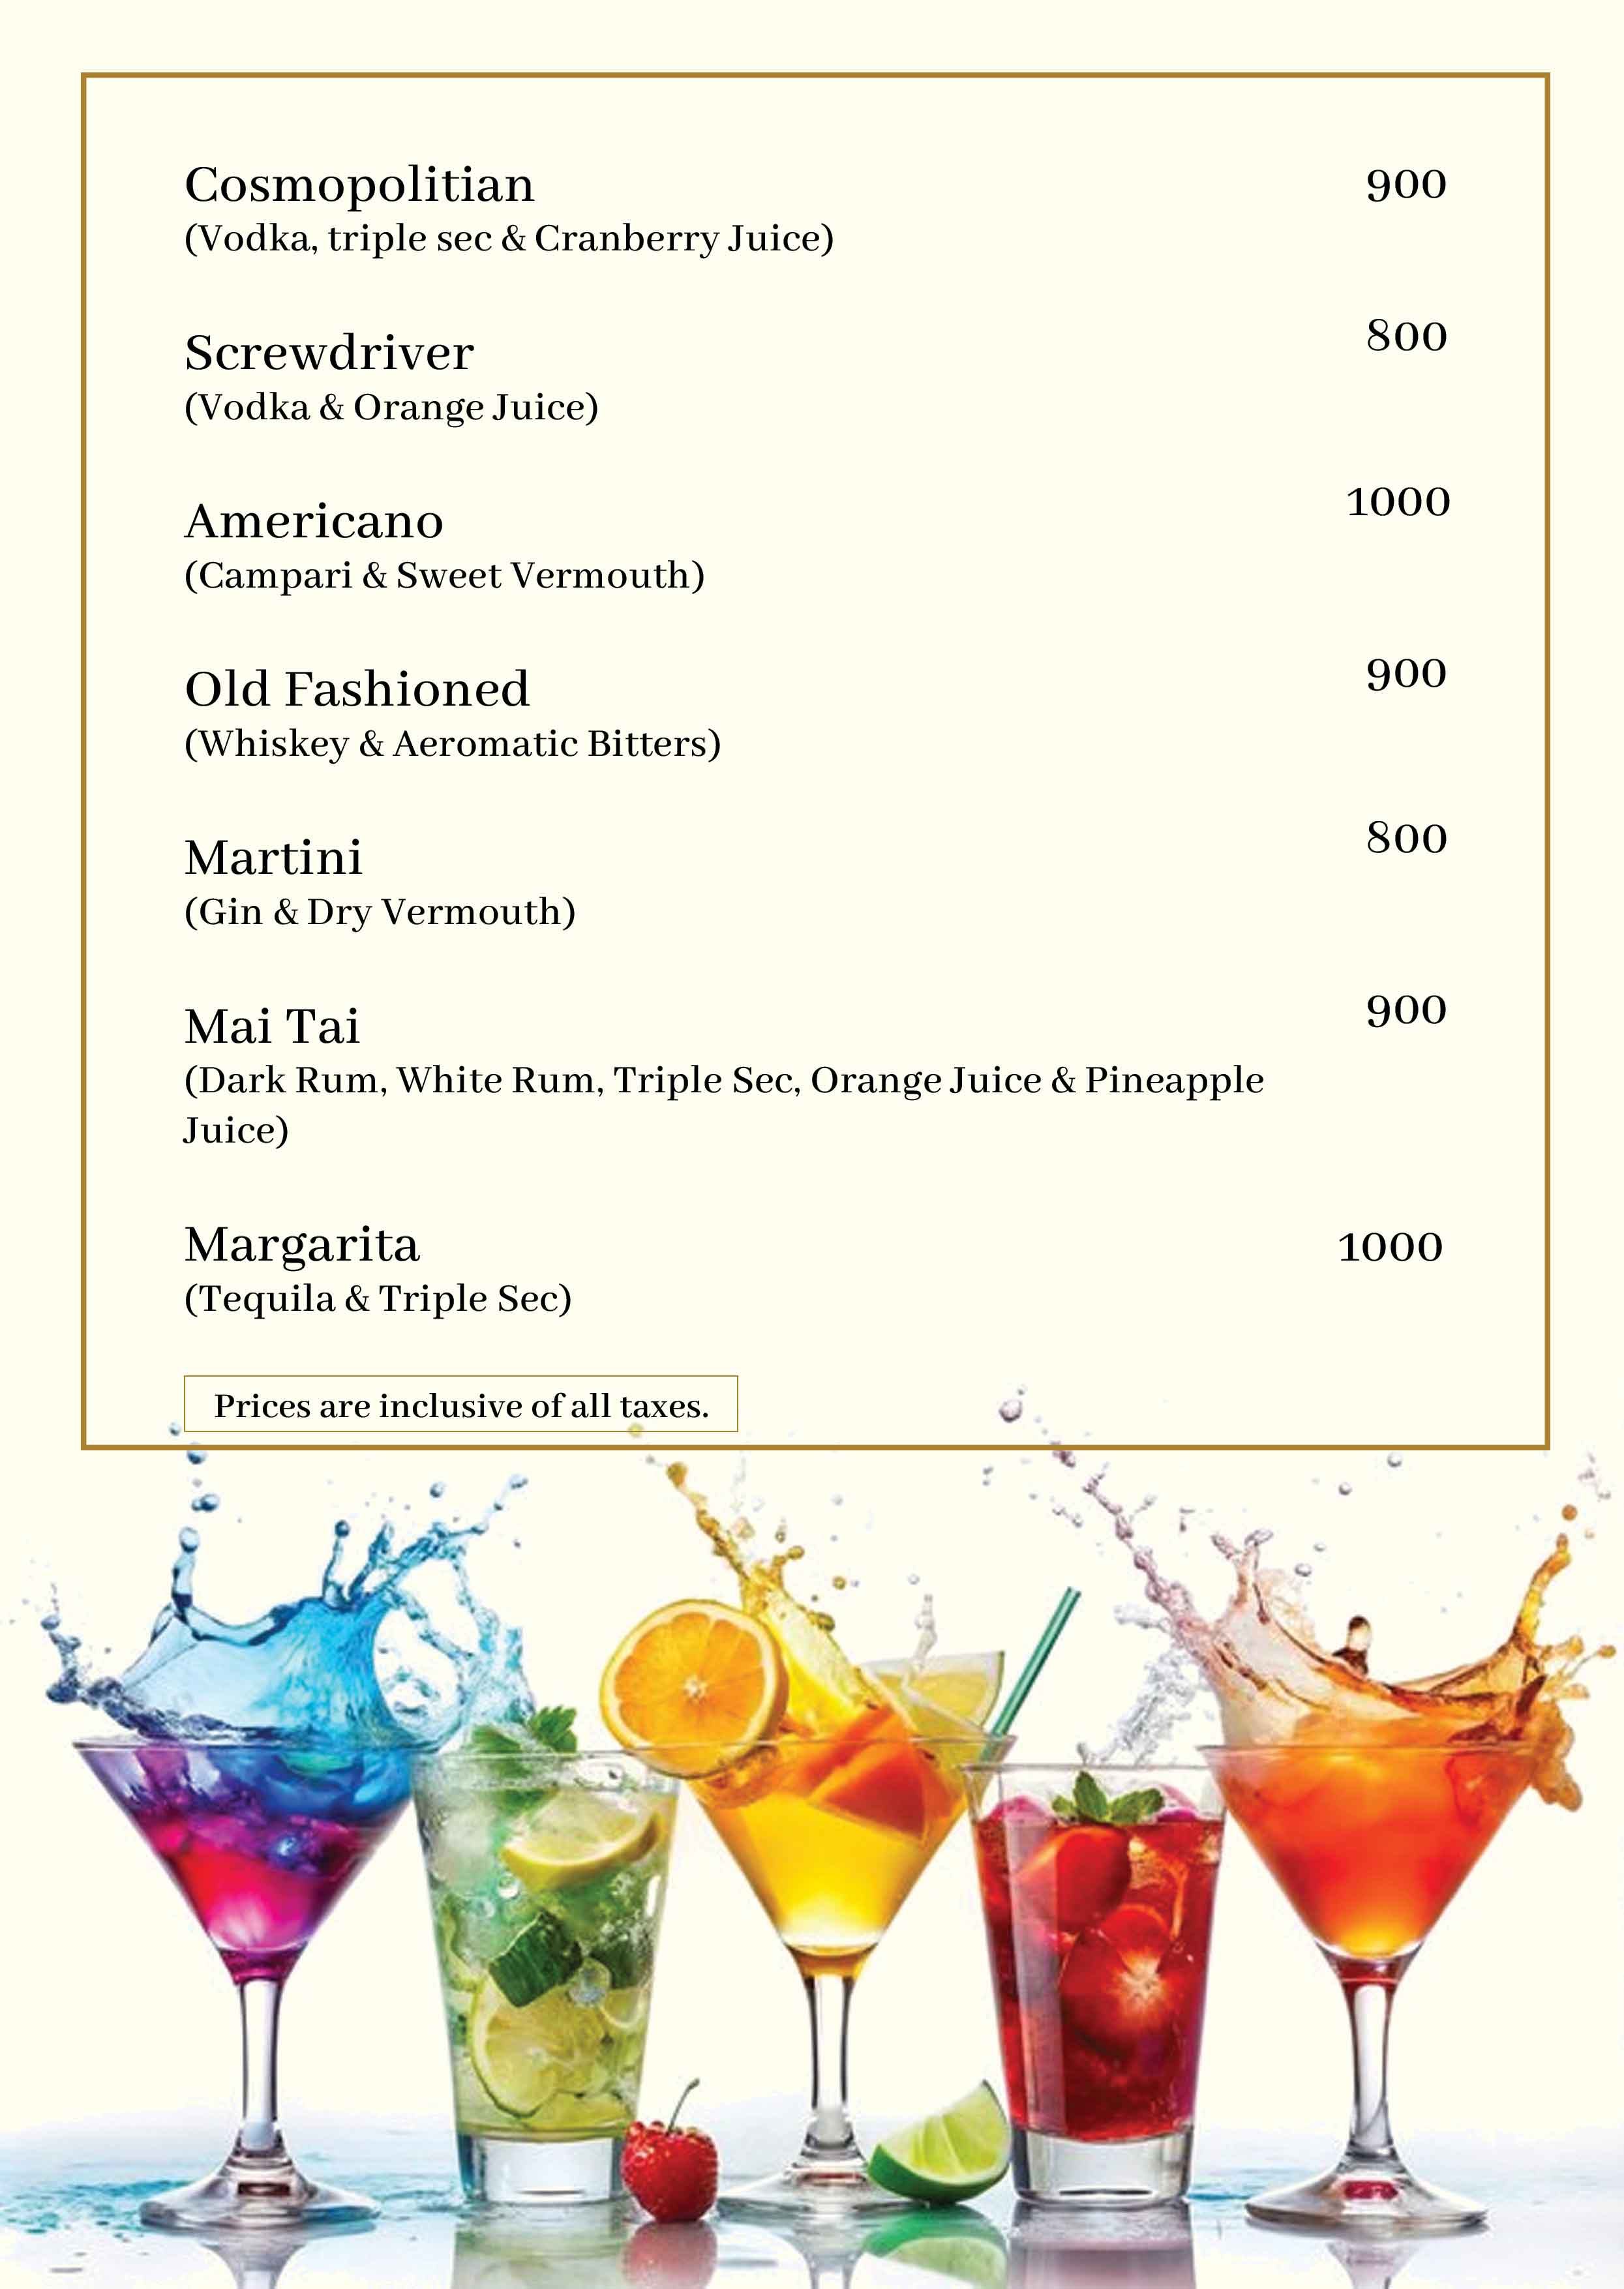 Cosmopolitian 900
(Vodka, triple sec & Cranberry Juice)
Screwdriver 800
(Vodka & Orange Juice)
Americano 1000
(Campari & Sweet Vermouth)
Old Fashioned 900
(Whiskey & Aeromatic Bitters)
Martini 800
(Gin & Dry Vermouth)
Mai Tai 900
(Dark Rum, White Rum, Triple Sec, Orange Juice & Pineapple
Juice)
Margarita 1000
(Tequila & Triple Sec)
Prices are inclusive of all taxes.